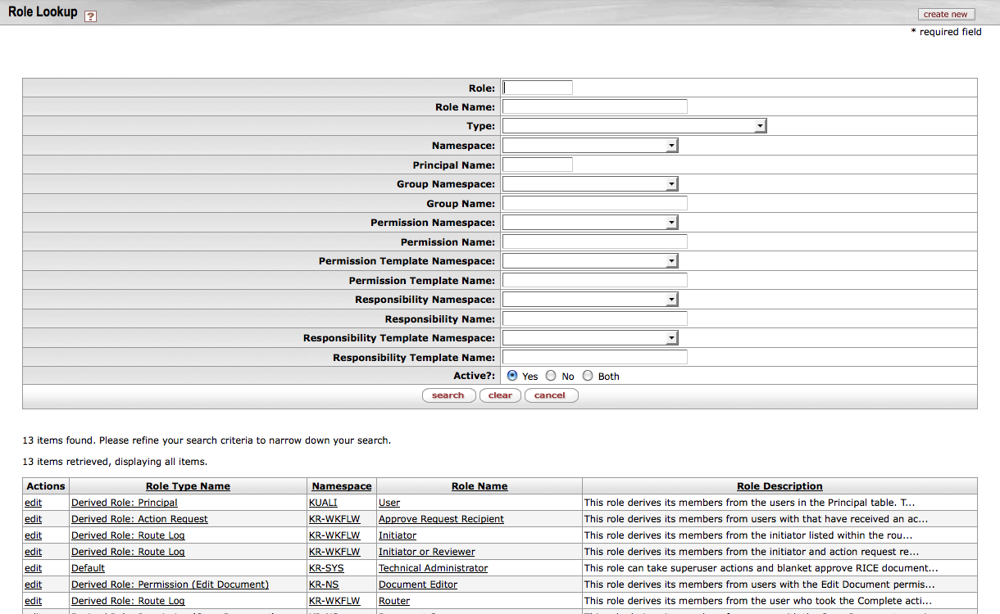 Role Lookup ? create new
* required field
Role:
Role Name:
Type:
Namespace:
Principal Name:
Group Namespace:
Group Name:
Permission Namespace:
Permission Name:
Permission Template Namespace:
Permission Template Name:
Responsibility Namespace:
Responsibility Name:
Responsibility Template Namespace:
Responsibility Template Name:
Active?: Yes No Both
search clear cancel
13 items found. Please refine your search criteria to narrow down your search.
13 items retrieved, displaying all items.
Actions Role Type Name Namespace Role Name Role Description
edit Derived Role: Principal KUALI User This role derives its members from the users in the Principal table. T...
edit Derived Role: Action Request KR-WKFLW Approve Request Recipient This role derives its members from users with that have received an ac...
edit Derived Role: Route Log KR-WKFLW Initiator This role derives its members from the initiator listed within the rou...
edit Derived Role: Route Log KR-WKFLW Initiator or Reviewer This role derives its members from the initiator and action request re...
edit Default KR-SYS Technical Administrator This role can take superuser actions and blanket approve RICE document...
edit Derived Role: Permission (Edit Document) KR-NS Document Editor This role derives its members from users with the Edit Document permis...
edit Derived Role: Route Log KR-WKFLW Router This role derives its members from the user who took the Complete acti...